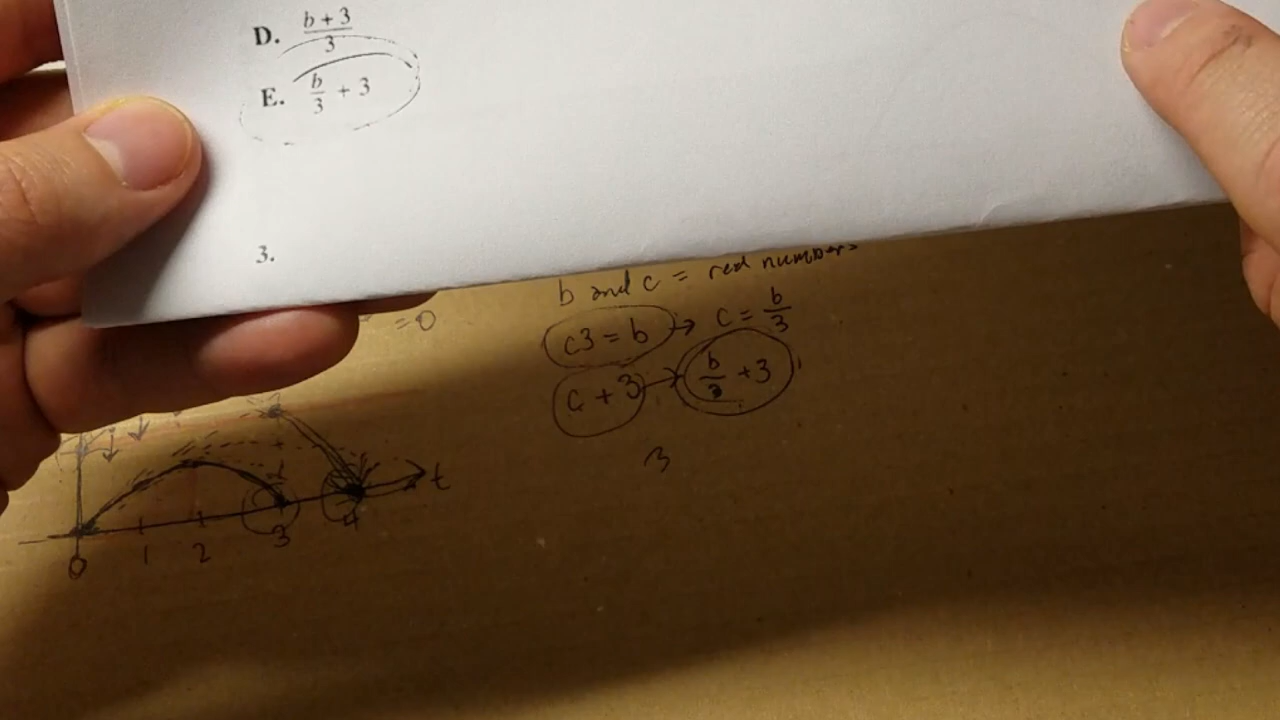 D. b + 3 / 3
E. b/3 + 3
3.
b and c = real numbers
= 0
c3 = b → c = b/3
c + 3 → b/3 + 3
3
t
0 1 2 3 4